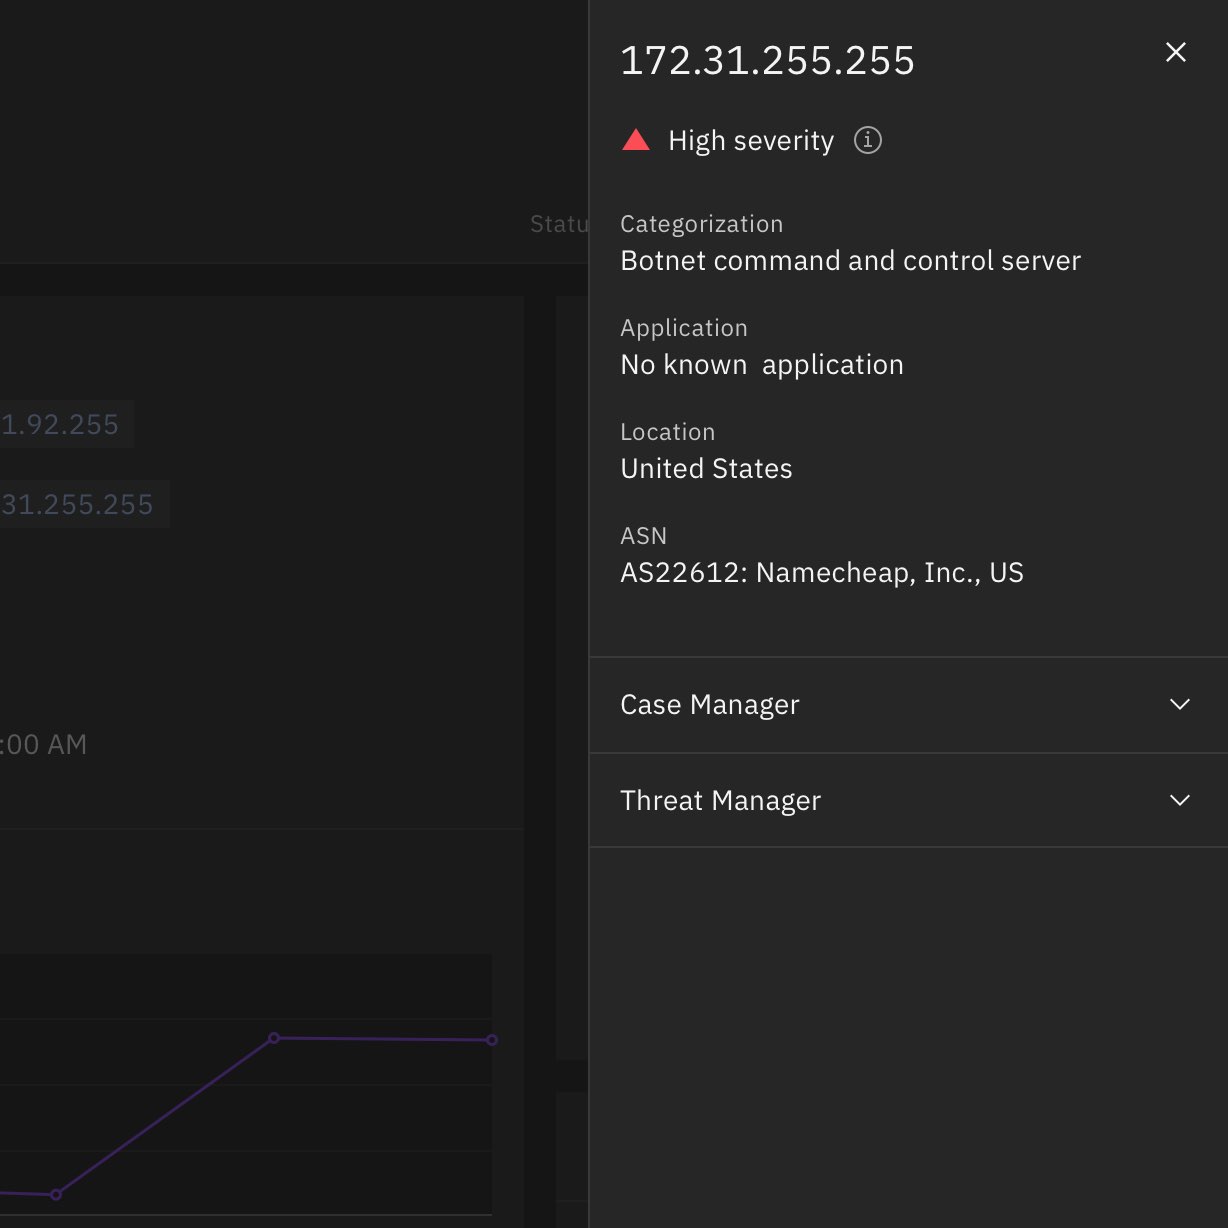 172.31.255.255
High severity
Categorization
Botnet command and control server
Application
No known  application
Location
United States
ASN
AS22612: Namecheap, Inc., US
Case Manager
Threat Manager
Statu
1.92.255
31.255.255
:00 AM